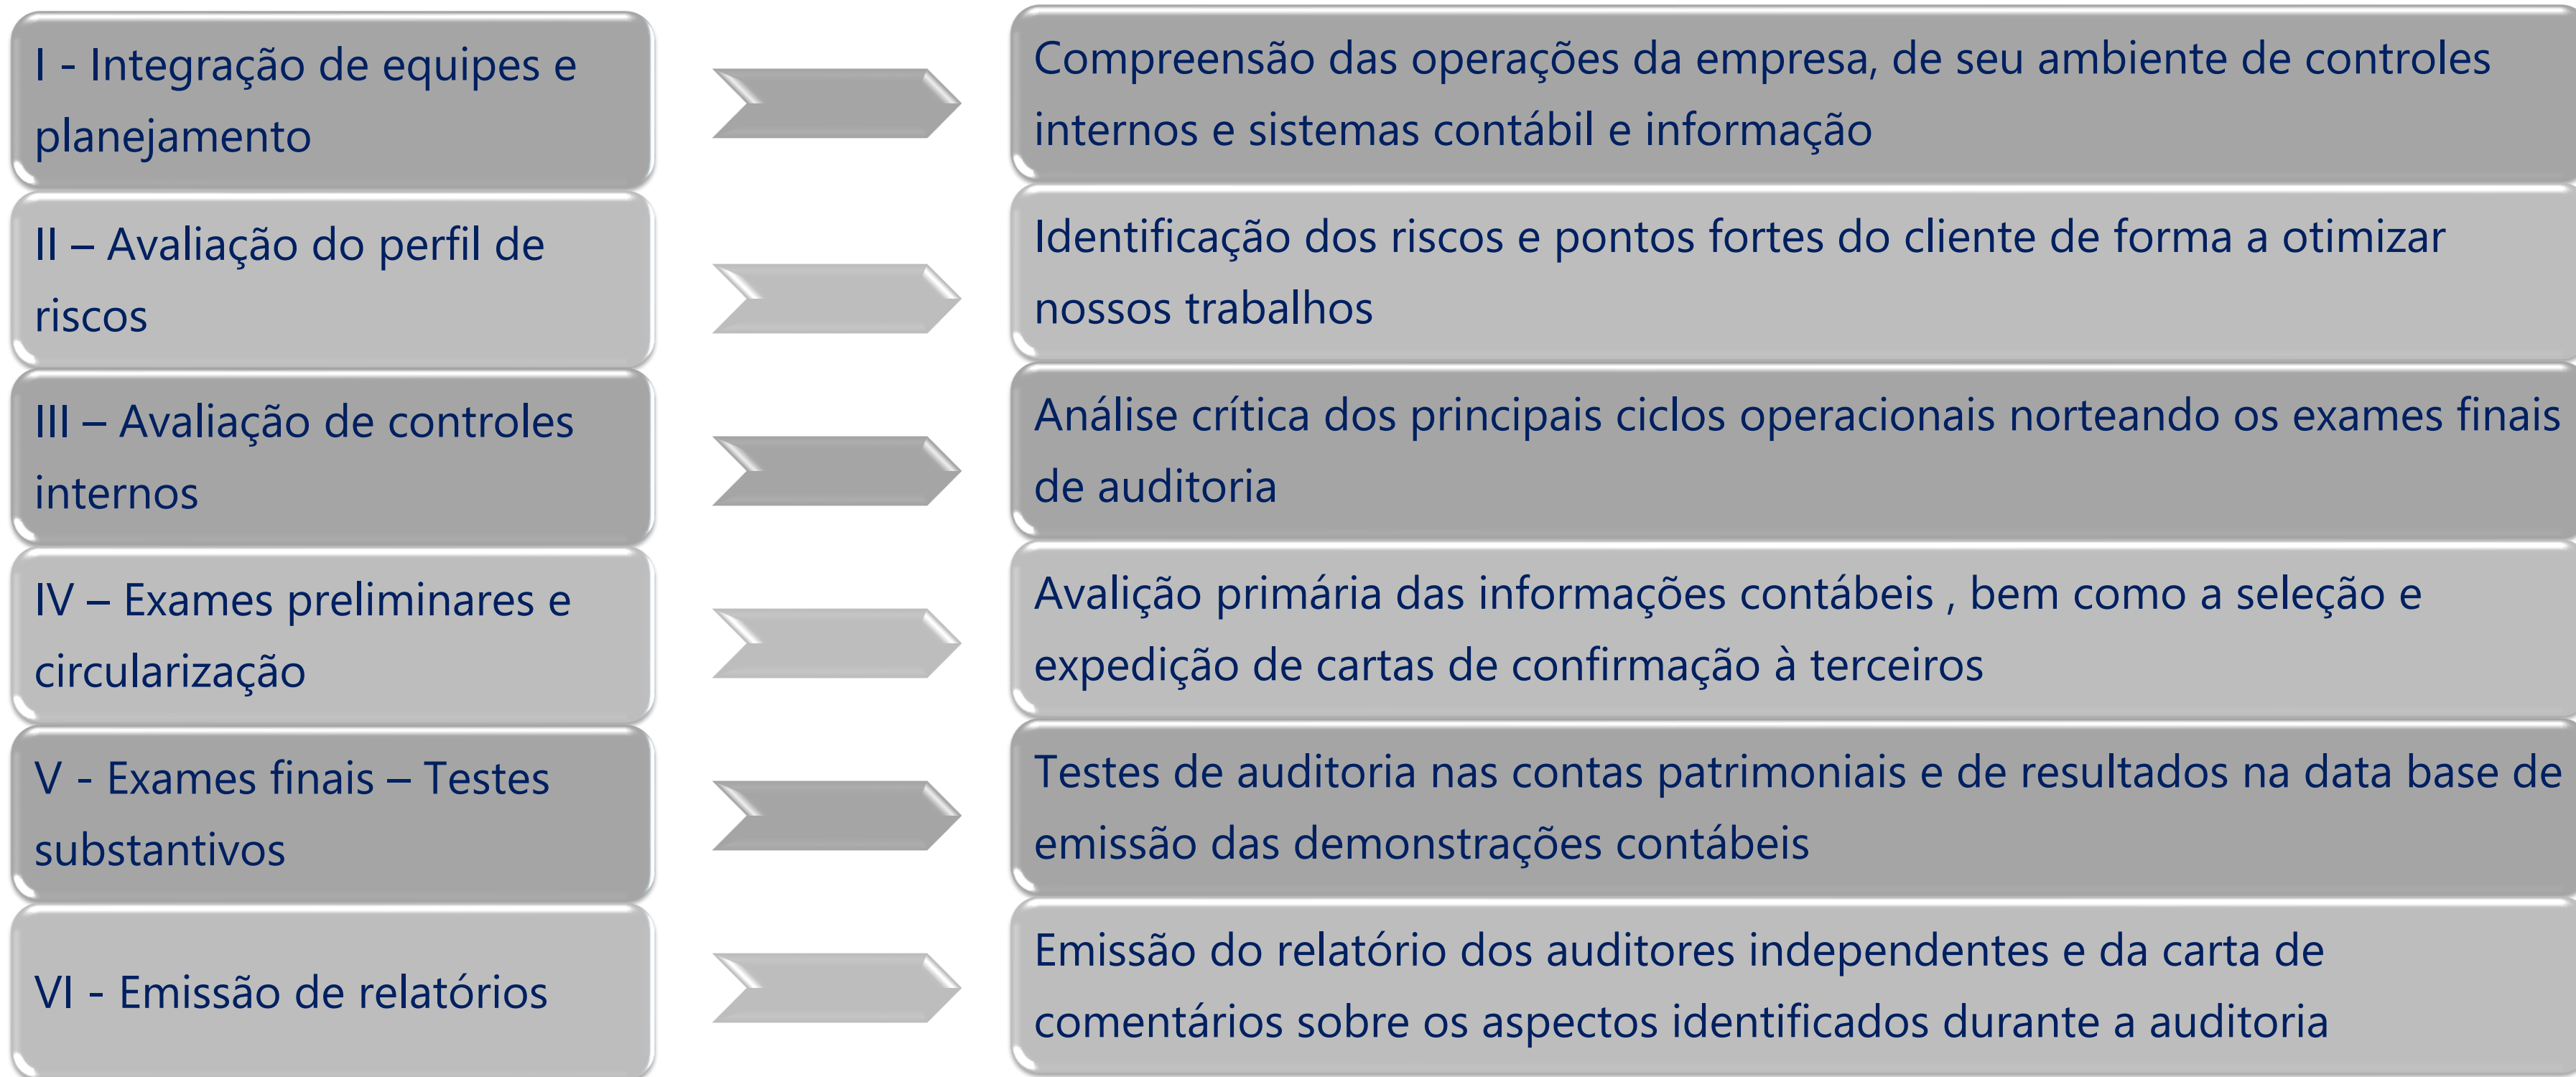 I - Integração de equipes e
planejamento
Compreensão das operações da empresa, de seu ambiente de controles
internos e sistemas contábil e informação
II – Avaliação do perfil de
riscos
Identificação dos riscos e pontos fortes do cliente de forma a otimizar
nossos trabalhos
III – Avaliação de controles
internos
Análise crítica dos principais ciclos operacionais norteando os exames finais
de auditoria
IV – Exames preliminares e
circularização
Avalição primária das informações contábeis , bem como a seleção e
expedição de cartas de confirmação à terceiros
V - Exames finais – Testes
substantivos
Testes de auditoria nas contas patrimoniais e de resultados na data base de
emissão das demonstrações contábeis
VI - Emissão de relatórios
Emissão do relatório dos auditores independentes e da carta de
comentários sobre os aspectos identificados durante a auditoria